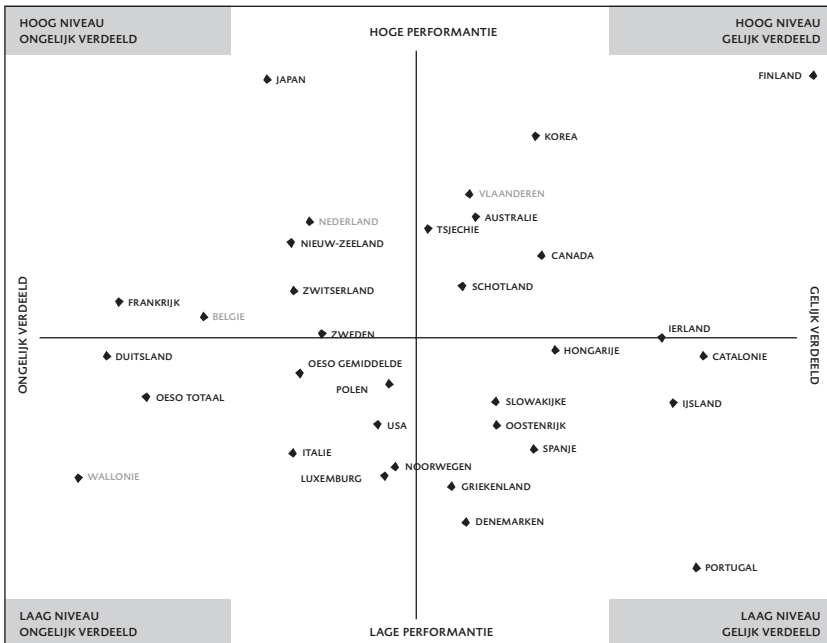 HOOG NIVEAU
ONGELIJK VERDEELD
HOGE PERFORMANTIE
HOOG NIVEAU
GELIJK VERDEELD
JAPAN
FINLAND
KOREA
VLAANDEREN
NEDERLAND
AUSTRALIE
TSJECHIE
NIEUW-ZEELAND
CANADA
ZWITSERLAND
SCHOTLAND
FRANKRIJK
BELGIE
ZWEDEN
IERLAND
ONGELIJK VERDEELD
GELIJK VERDEELD
HONGARIJE
DUITSLAND
CATALONIE
OESO GEMIDDELDE
POLEN
OESO TOTAAL
SLOWAKIJKE
IJSLAND
USA
OOSTENRIJK
ITALIE
SPANJE
NOORWEGEN
WALLONIE
LUXEMBURG
GRIEKENLAND
DENEMARKEN
PORTUGAL
LAAG NIVEAU
ONGELIJK VERDEELD
LAGE PERFORMANTIE
LAAG NIVEAU
GELIJK VERDEELD